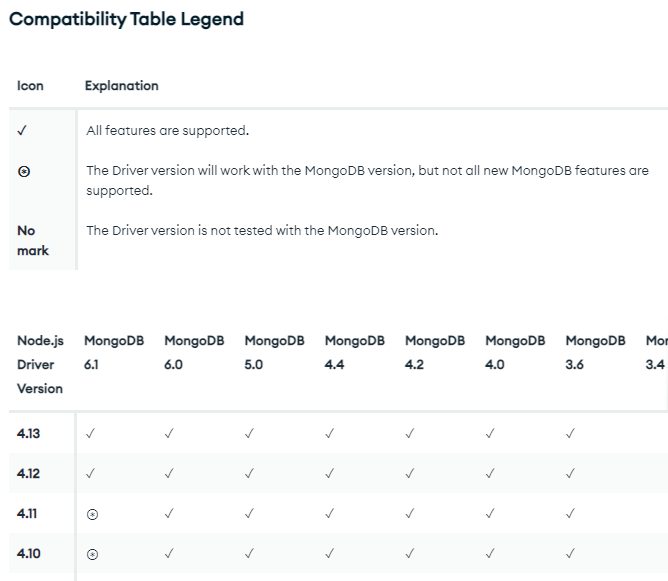 Compatibility Table Legend
Icon Explanation
✓ All features are supported.
⊛ The Driver version will work with the MongoDB version, but not all new MongoDB features are
supported.
No The Driver version is not tested with the MongoDB version.
mark
Node.js MongoDB MongoDB MongoDB MongoDB MongoDB MongoDB MongoDB
Driver 6.1 6.0 5.0 4.4 4.2 4.0 3.6 3.4
Version
4.13 ✓ ✓ ✓ ✓ ✓ ✓ ✓
4.12 ✓ ✓ ✓ ✓ ✓ ✓ ✓
4.11 ⊛ ✓ ✓ ✓ ✓ ✓ ✓
4.10 ⊛ ✓ ✓ ✓ ✓ ✓ ✓